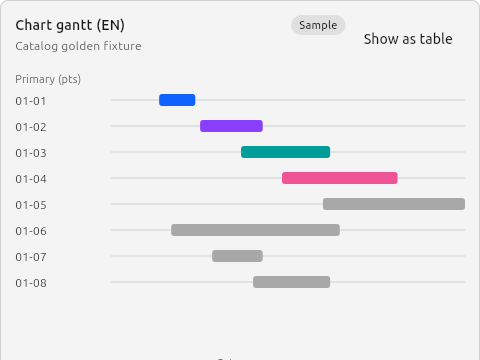 Chart gantt (EN)
Sample
Show as table
Catalog golden fixture
Primary (pts)
01-01
01-02
01-03
01-04
01-05
01-06
01-07
01-08